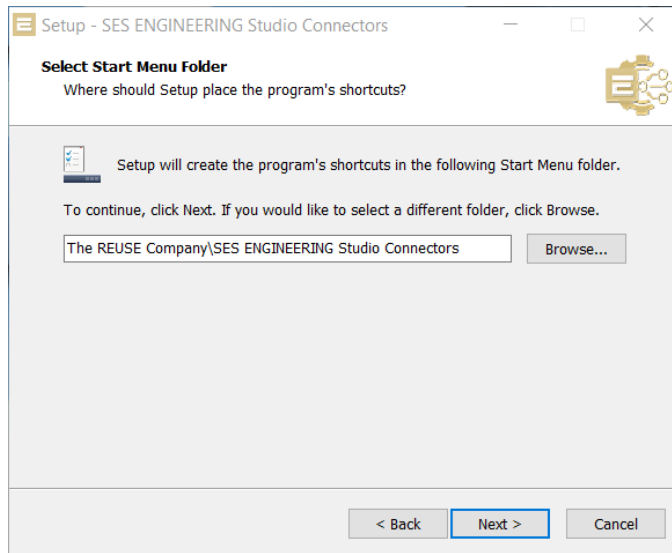 Setup - SES ENGINEERING Studio Connectors
Select Start Menu Folder
Where should Setup place the program's shortcuts?
Setup will create the program's shortcuts in the following Start Menu folder.
To continue, click Next. If you would like to select a different folder, click Browse.
The REUSE Company\SES ENGINEERING Studio Connectors
Browse...
< Back
Next >
Cancel